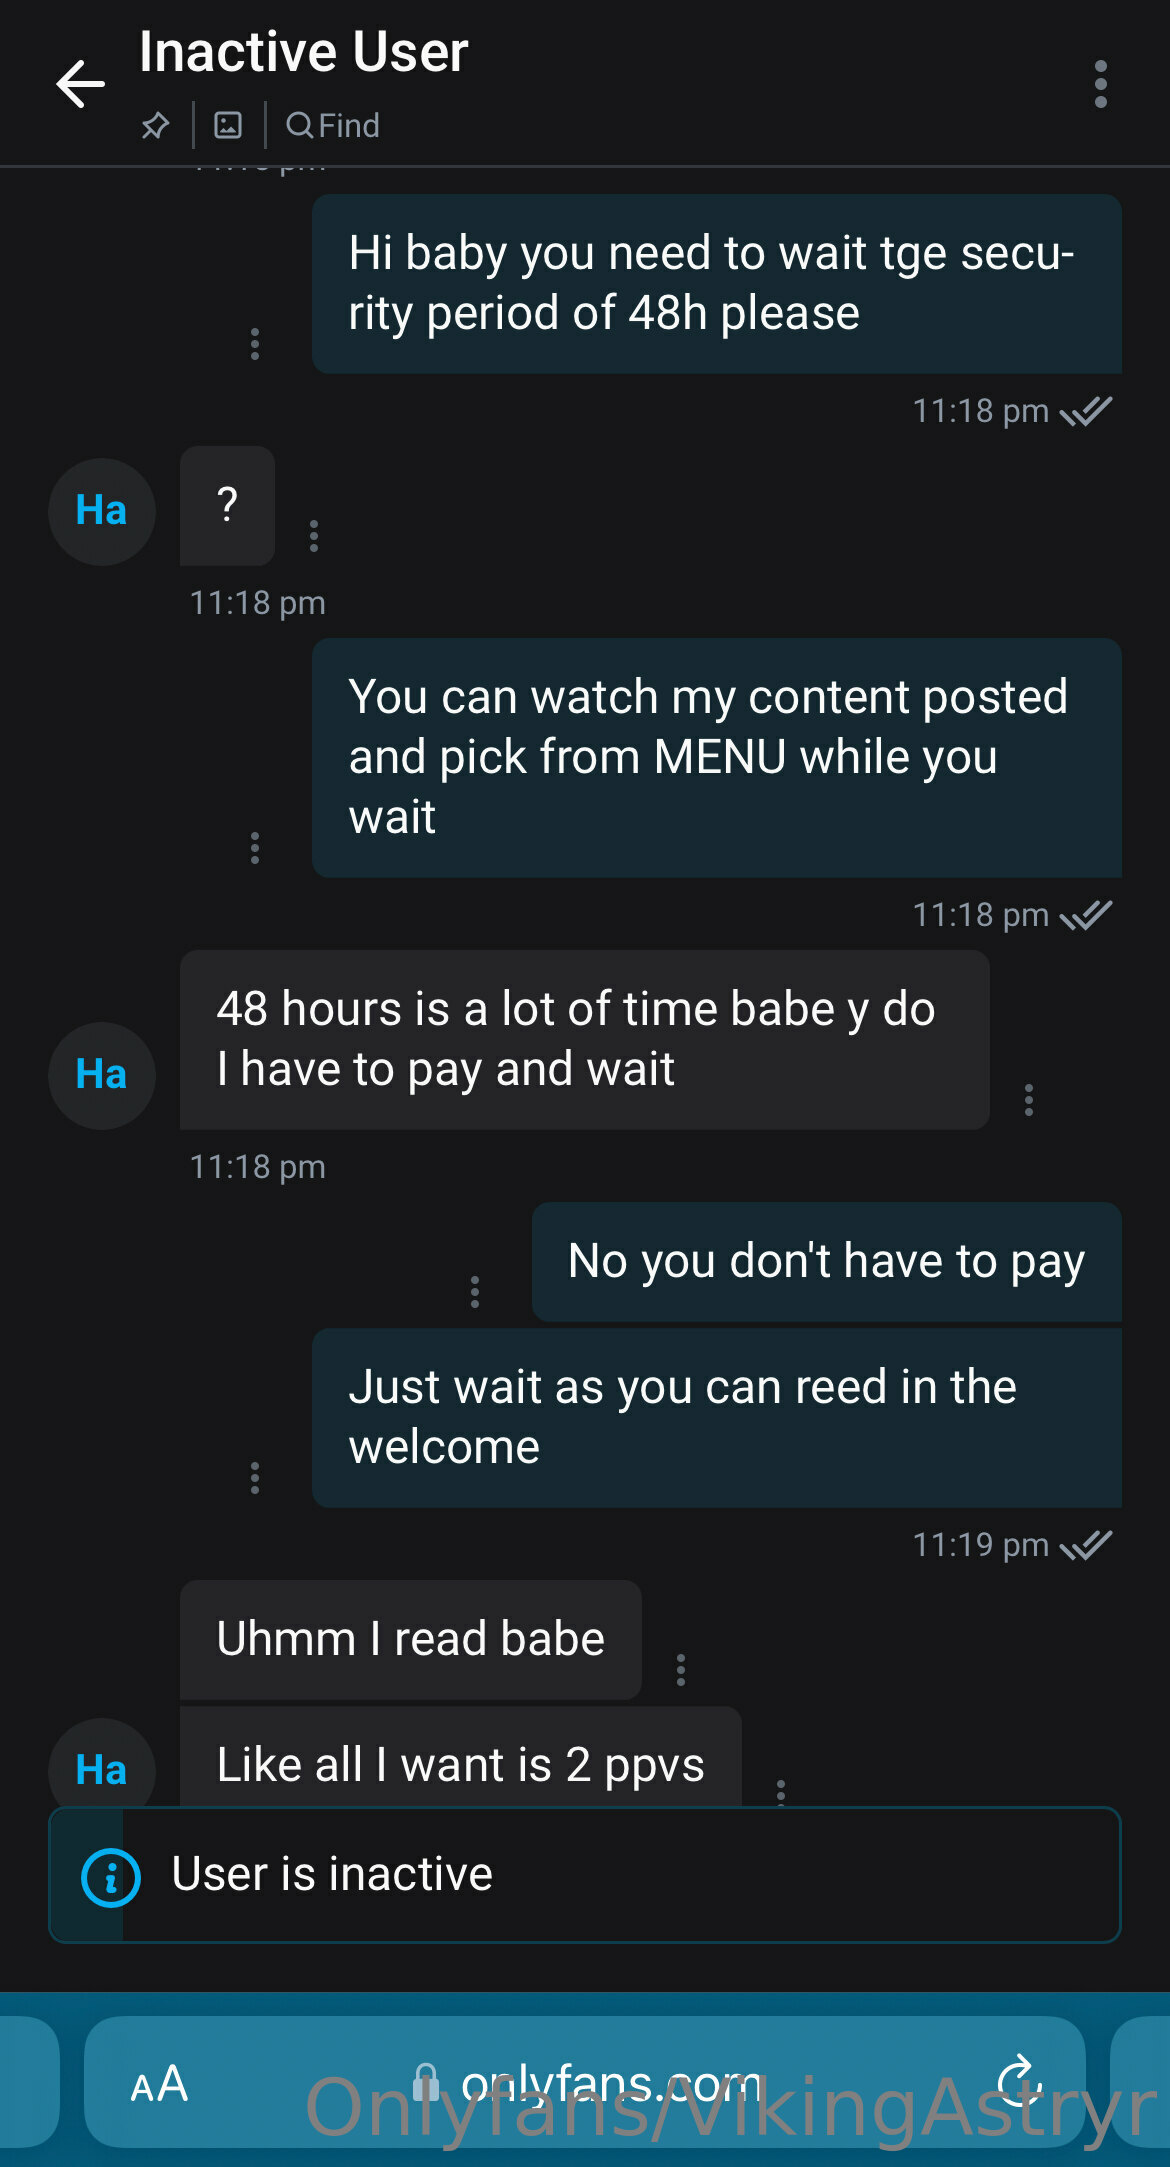 Inactive User
Find
Hi baby you need to wait tge secu-
rity period of 48h please
11:18 pm
Ha
?
11:18 pm
You can watch my content posted
and pick from MENU while you
wait
11:18 pm
48 hours is a lot of time babe y do
I have to pay and wait
Ha
11:18 pm
No you don't have to pay
Just wait as you can reed in the
welcome
11:19 pm
Uhmm I read babe
Ha
Like all I want is 2 ppvs
User is inactive
AA
onlyfans.com
Onlyfans/VikingAstryr